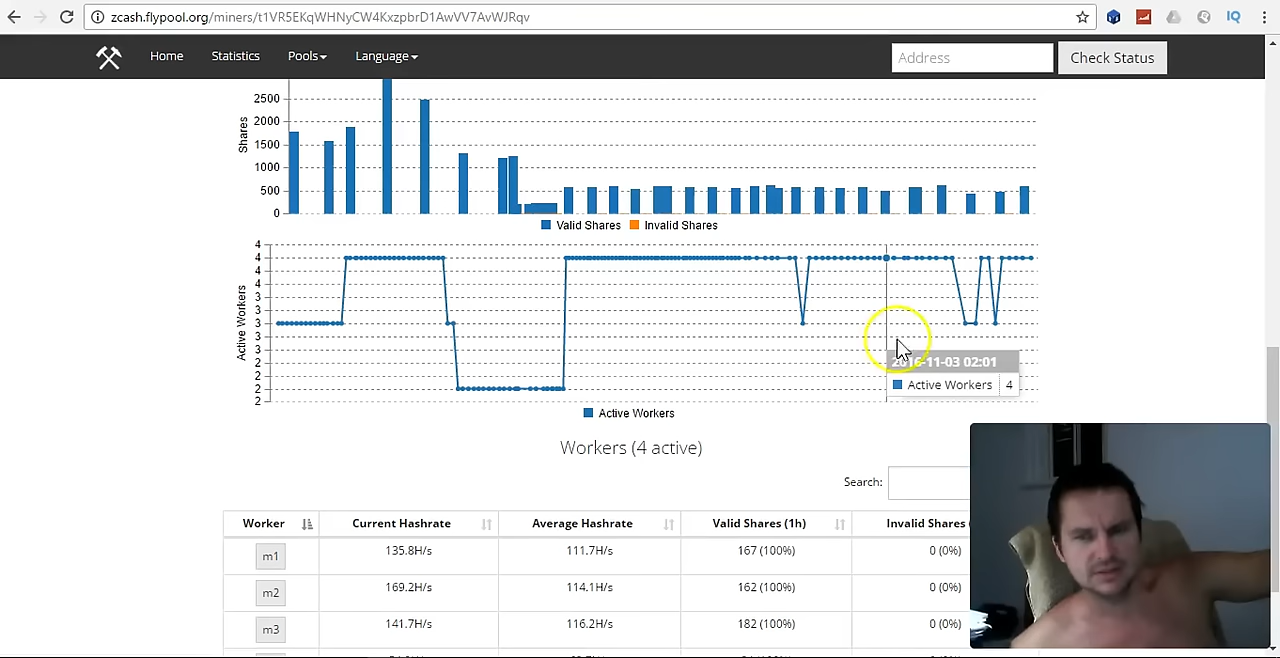 zcash.flypool.org/miners/t1VR5EKqWHNyCW4KxzpbrD1AwVV7AvWJRqv
IQ
Home Statistics Pools Language Address Check Status
Shares
2500
2000
1500
1000
500
0
Valid Shares Invalid Shares
Active Workers
4
4
4
4
3
3
3
3
3
2
2
2
2
2016-11-03 02:01
Active Workers 4
Active Workers
Workers (4 active)
Search:
Worker Current Hashrate Average Hashrate Valid Shares (1h) Invalid Shares
m1 135.8H/s 111.7H/s 167 (100%) 0 (0%)
m2 169.2H/s 114.1H/s 162 (100%) 0 (0%)
m3 141.7H/s 116.2H/s 182 (100%) 0 (0%)